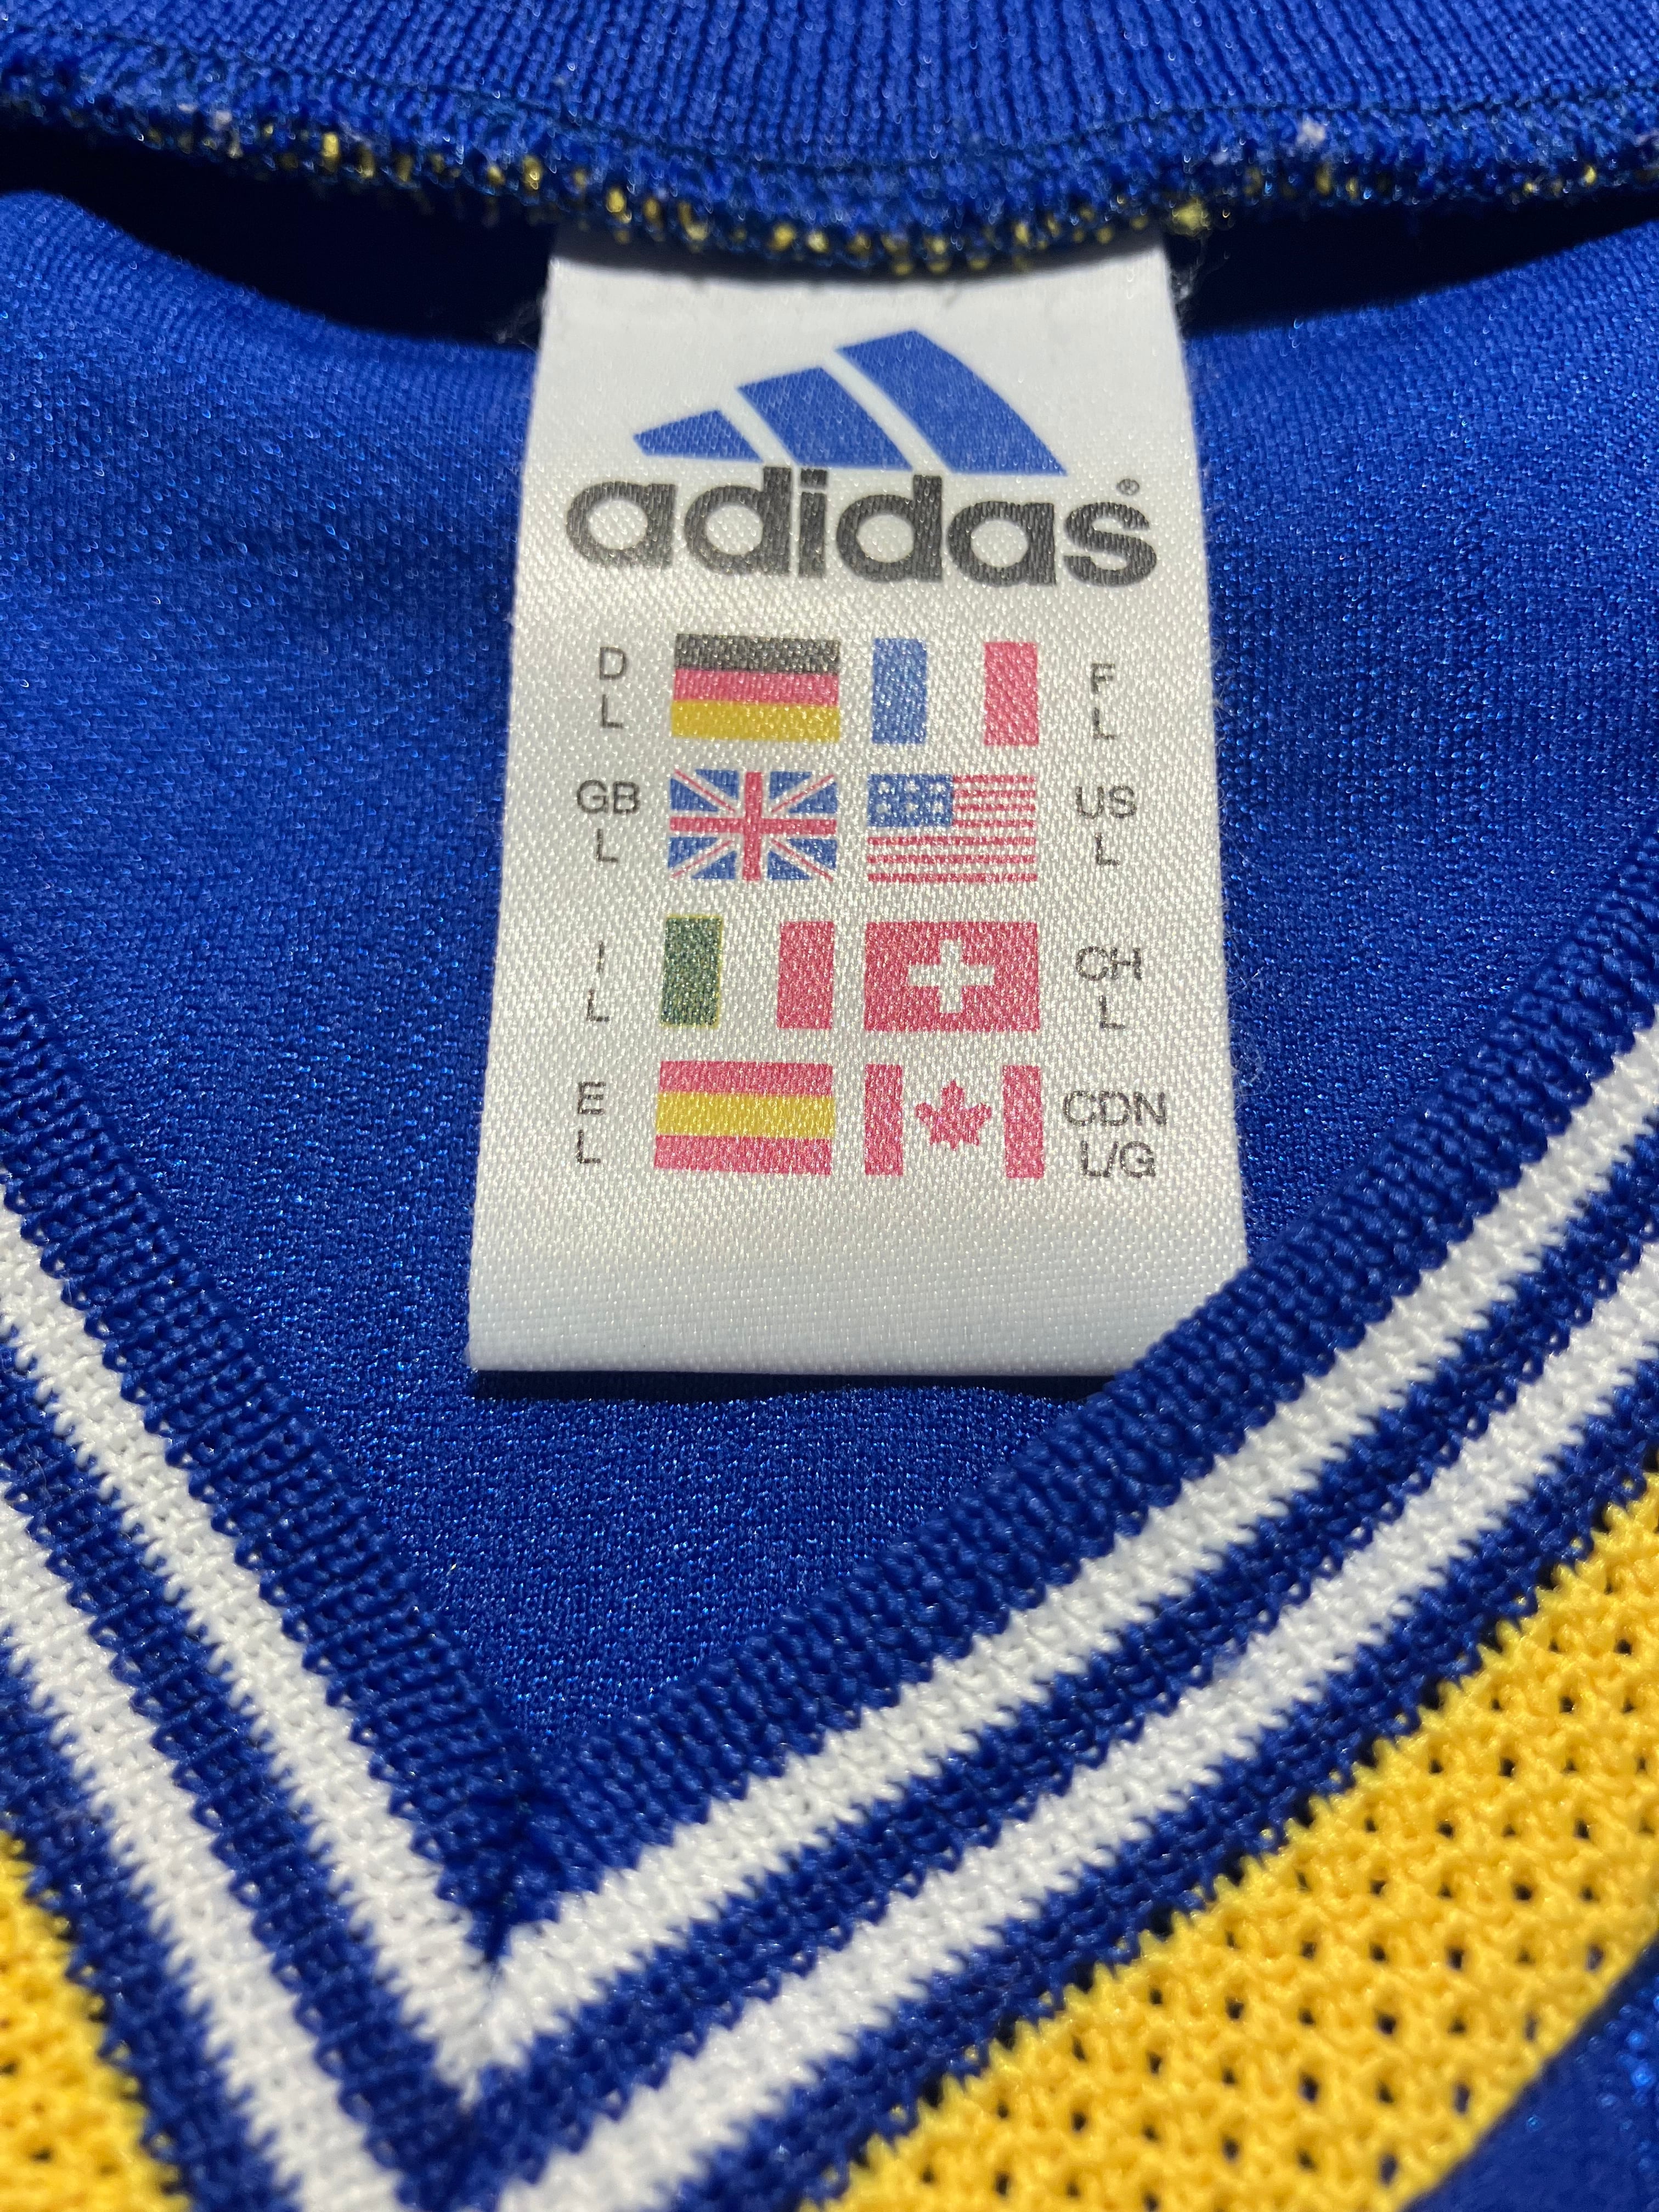 adidas®
D F
L L
GB US
L L
I CH
L L
E CDN
L L/G